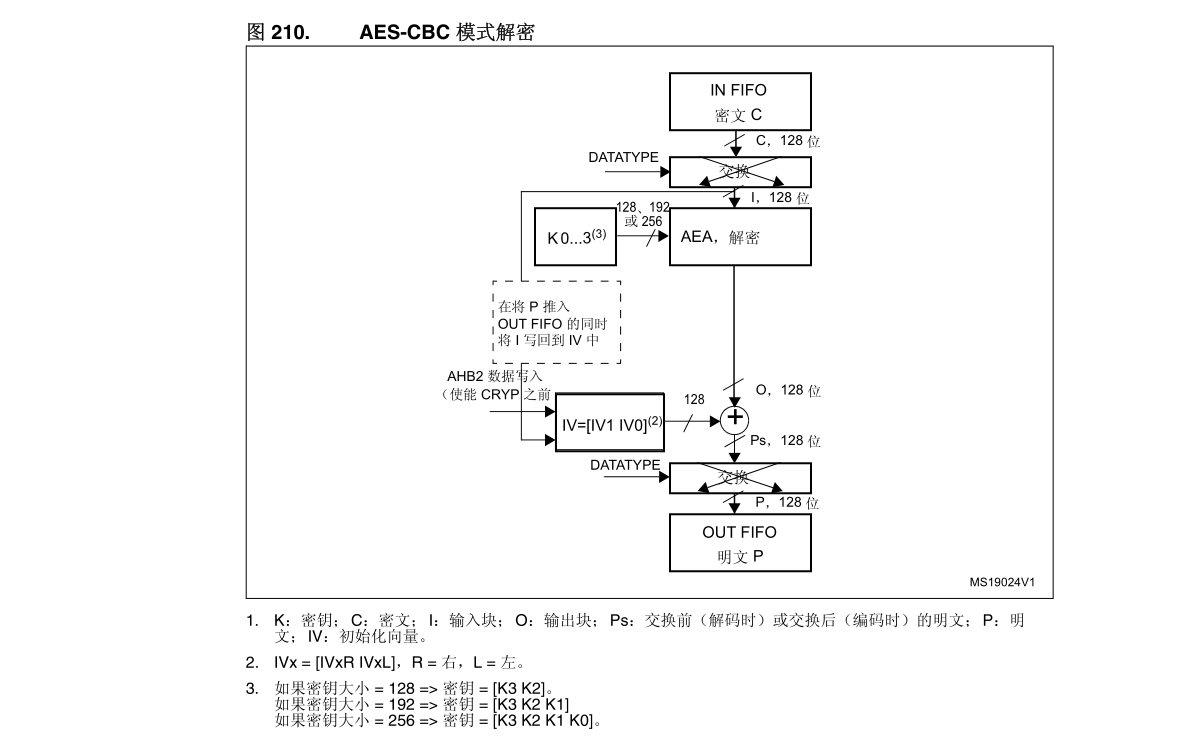 图 210. AES-CBC 模式解密
IN FIFO
密文 C
C，128 位
DATATYPE
交换
I，128 位
128、192
或 256
K 0...3(3)
AEA，解密
在将 P 推入
OUT FIFO 的同时
将 I 写回到 IV 中
AHB2 数据写入
（使能 CRYP 之前
O，128 位
128
+
IV=[IV1 IV0](2)
Ps，128 位
DATATYPE
交换
P，128 位
OUT FIFO
明文 P
MS19024V1
1. K：密钥；C：密文；I：输入块；O：输出块；Ps：交换前（解码时）或交换后（编码时）的明文；P：明
文；IV：初始化向量。
2. IVx = [IVxR IVxL]，R = 右，L = 左。
3. 如果密钥大小 = 128 => 密钥 = [K3 K2]。
如果密钥大小 = 192 => 密钥 = [K3 K2 K1]
如果密钥大小 = 256 => 密钥 = [K3 K2 K1 K0]。